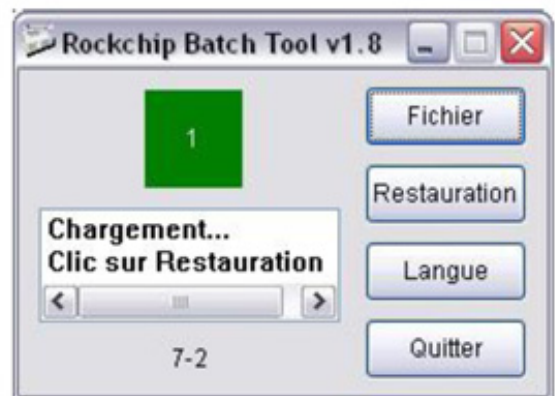 Rockchip Batch Tool v1.8
1
Chargement...
Clic sur Restauration
7-2
Fichier
Restauration
Langue
Quitter